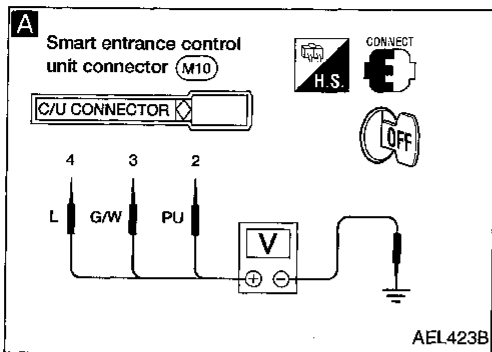 A
Smart entrance control
unit connector (M10)
CONNECT
H.S.
C/U CONNECTOR
OFF
4 3 2
L G/W PU
V
+ −
AEL423B